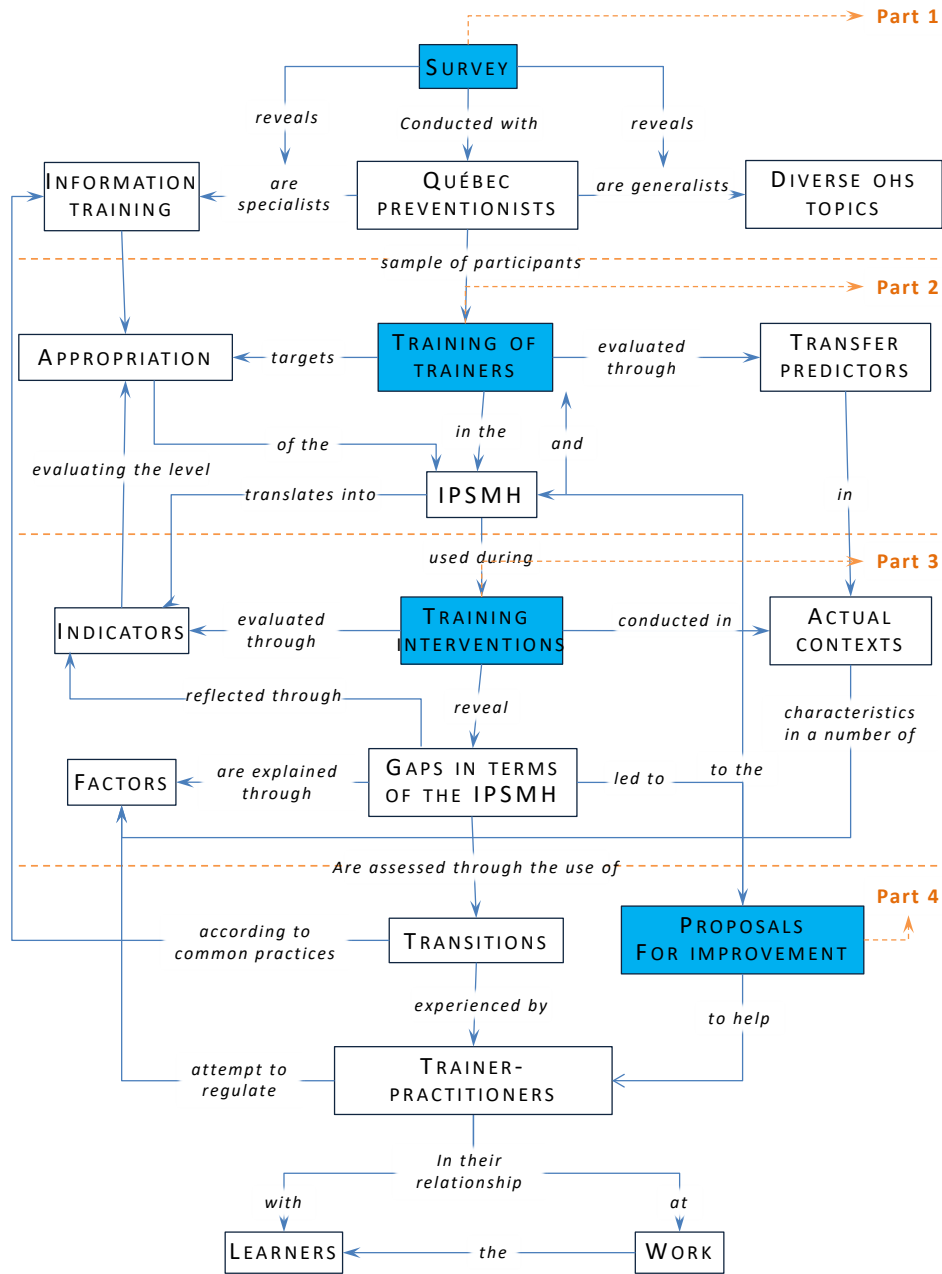 Part 1
SURVEY
reveals
Conducted with
reveals
INFORMATION
TRAINING
are
specialists
QUÉBEC
PREVENTIONISTS
are generalists
DIVERSE OHS
TOPICS
sample of participants
Part 2
APPROPRIATION
targets
TRAINING OF
TRAINERS
evaluated
through
TRANSFER
PREDICTORS
of the
in the
and
evaluating the level
translates into
IPSMH
in
used during
Part 3
INDICATORS
evaluated
through
TRAINING
INTERVENTIONS
conducted in
ACTUAL
CONTEXTS
reflected through
reveal
characteristics
in a number of
FACTORS
are explained
through
GAPS IN TERMS
OF THE IPSMH
led to
to the
Are assessed through the use of
Part 4
according to
common practices
TRANSITIONS
PROPOSALS
FOR IMPROVEMENT
experienced by
to help
attempt to
regulate
TRAINER-
PRACTITIONERS
In their
relationship
with
at
LEARNERS
the
WORK